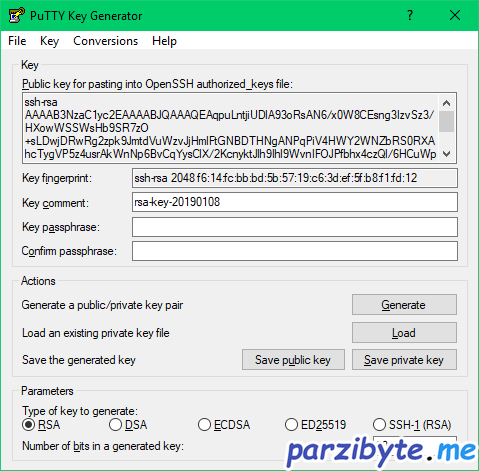 PuTTY Key Generator
?
File Key Conversions Help
Key
Public key for pasting into OpenSSH authorized_keys file:
ssh-rsa
AAAAB3NzaC1yc2EAAAABJQAAAQEAqpuLntjiUDlA93oRsAN6/x0W8CEsng3IzvSz3/
HXowWSSWsHb9SR7zO
+sLDwjDRwRg2zpk9JmtdVuWzvJjHmlFtGNBDTHNgANPqPiV4HWY2WNZbRS0RXA
hcTygVP5z4usrAkWnNp6BvCqYysClX/2KcnyktJlh9lhI9WvnIFOJPfbhx4czQl/6HCuWp
Key fingerprint: ssh-rsa 2048 f6:14:fc:bb:bd:5b:57:19:c6:3d:ef:5f:b8:f1:fd:12
Key comment: rsa-key-20190108
Key passphrase:
Confirm passphrase:
Actions
Generate a public/private key pair Generate
Load an existing private key file Load
Save the generated key Save public key Save private key
Parameters
Type of key to generate:
RSA DSA ECDSA ED25519 SSH-1 (RSA)
Number of bits in a generated key:
parzibyte.me